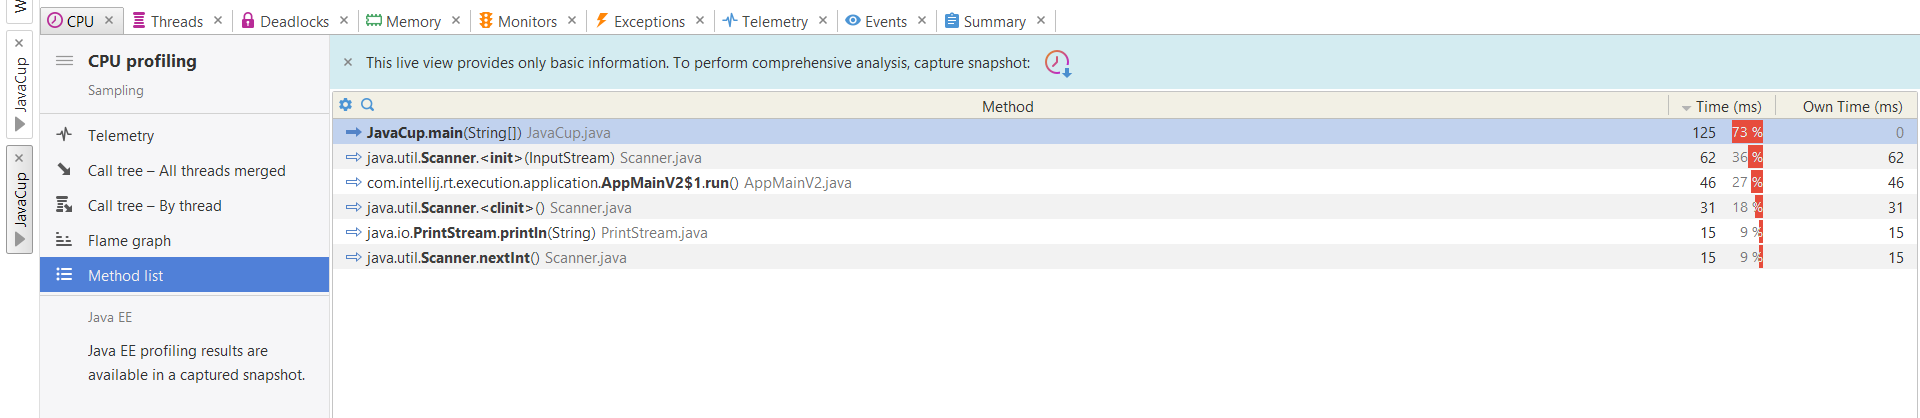 W
JavaCup
JavaCup
CPU Threads Deadlocks Memory Monitors Exceptions Telemetry Events Summary
CPU profiling
Sampling
Telemetry
Call tree – All threads merged
Call tree – By thread
Flame graph
Method list
Java EE
Java EE profiling results are
available in a captured snapshot.
This live view provides only basic information. To perform comprehensive analysis, capture snapshot:
Method Time (ms) Own Time (ms)
JavaCup.main(String[]) JavaCup.java 125 73 % 0
java.util.Scanner.<init>(InputStream) Scanner.java 62 36 % 62
com.intellij.rt.execution.application.AppMainV2$1.run() AppMainV2.java 46 27 % 46
java.util.Scanner.<clinit>() Scanner.java 31 18 % 31
java.io.PrintStream.println(String) PrintStream.java 15 9 % 15
java.util.Scanner.nextInt() Scanner.java 15 9 % 15